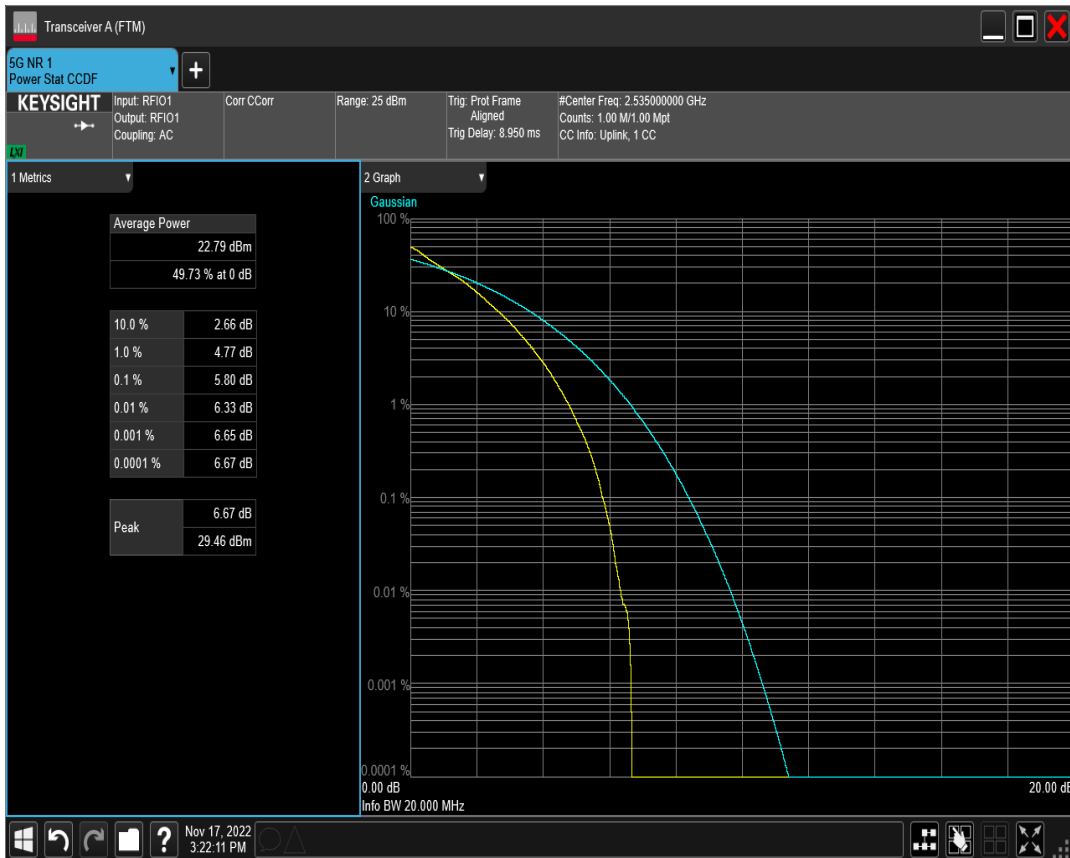 Transceiver A (FTM)
5G NR 1
Power Stat CCDF
+
KEYSIGHT
LXI
Input: RFIO1
Output: RFIO1
Coupling: AC
Corr CCorr
Range: 25 dBm
Trig: Prot Frame
Aligned
Trig Delay: 8.950 ms
#Center Freq: 2.535000000 GHz
Counts: 1.00 M/1.00 Mpt
CC Info: Uplink, 1 CC
1 Metrics
Average Power
22.79 dBm
49.73 % at 0 dB
10.0 % 2.66 dB
1.0 % 4.77 dB
0.1 % 5.80 dB
0.01 % 6.33 dB
0.001 % 6.65 dB
0.0001 % 6.67 dB
Peak
6.67 dB
29.46 dBm
2 Graph
Gaussian
100 %
10 %
1 %
0.1 %
0.01 %
0.001 %
0.0001 %
0.00 dB
20.00 dB
Info BW 20.000 MHz
?
Nov 17, 2022
3:22:11 PM